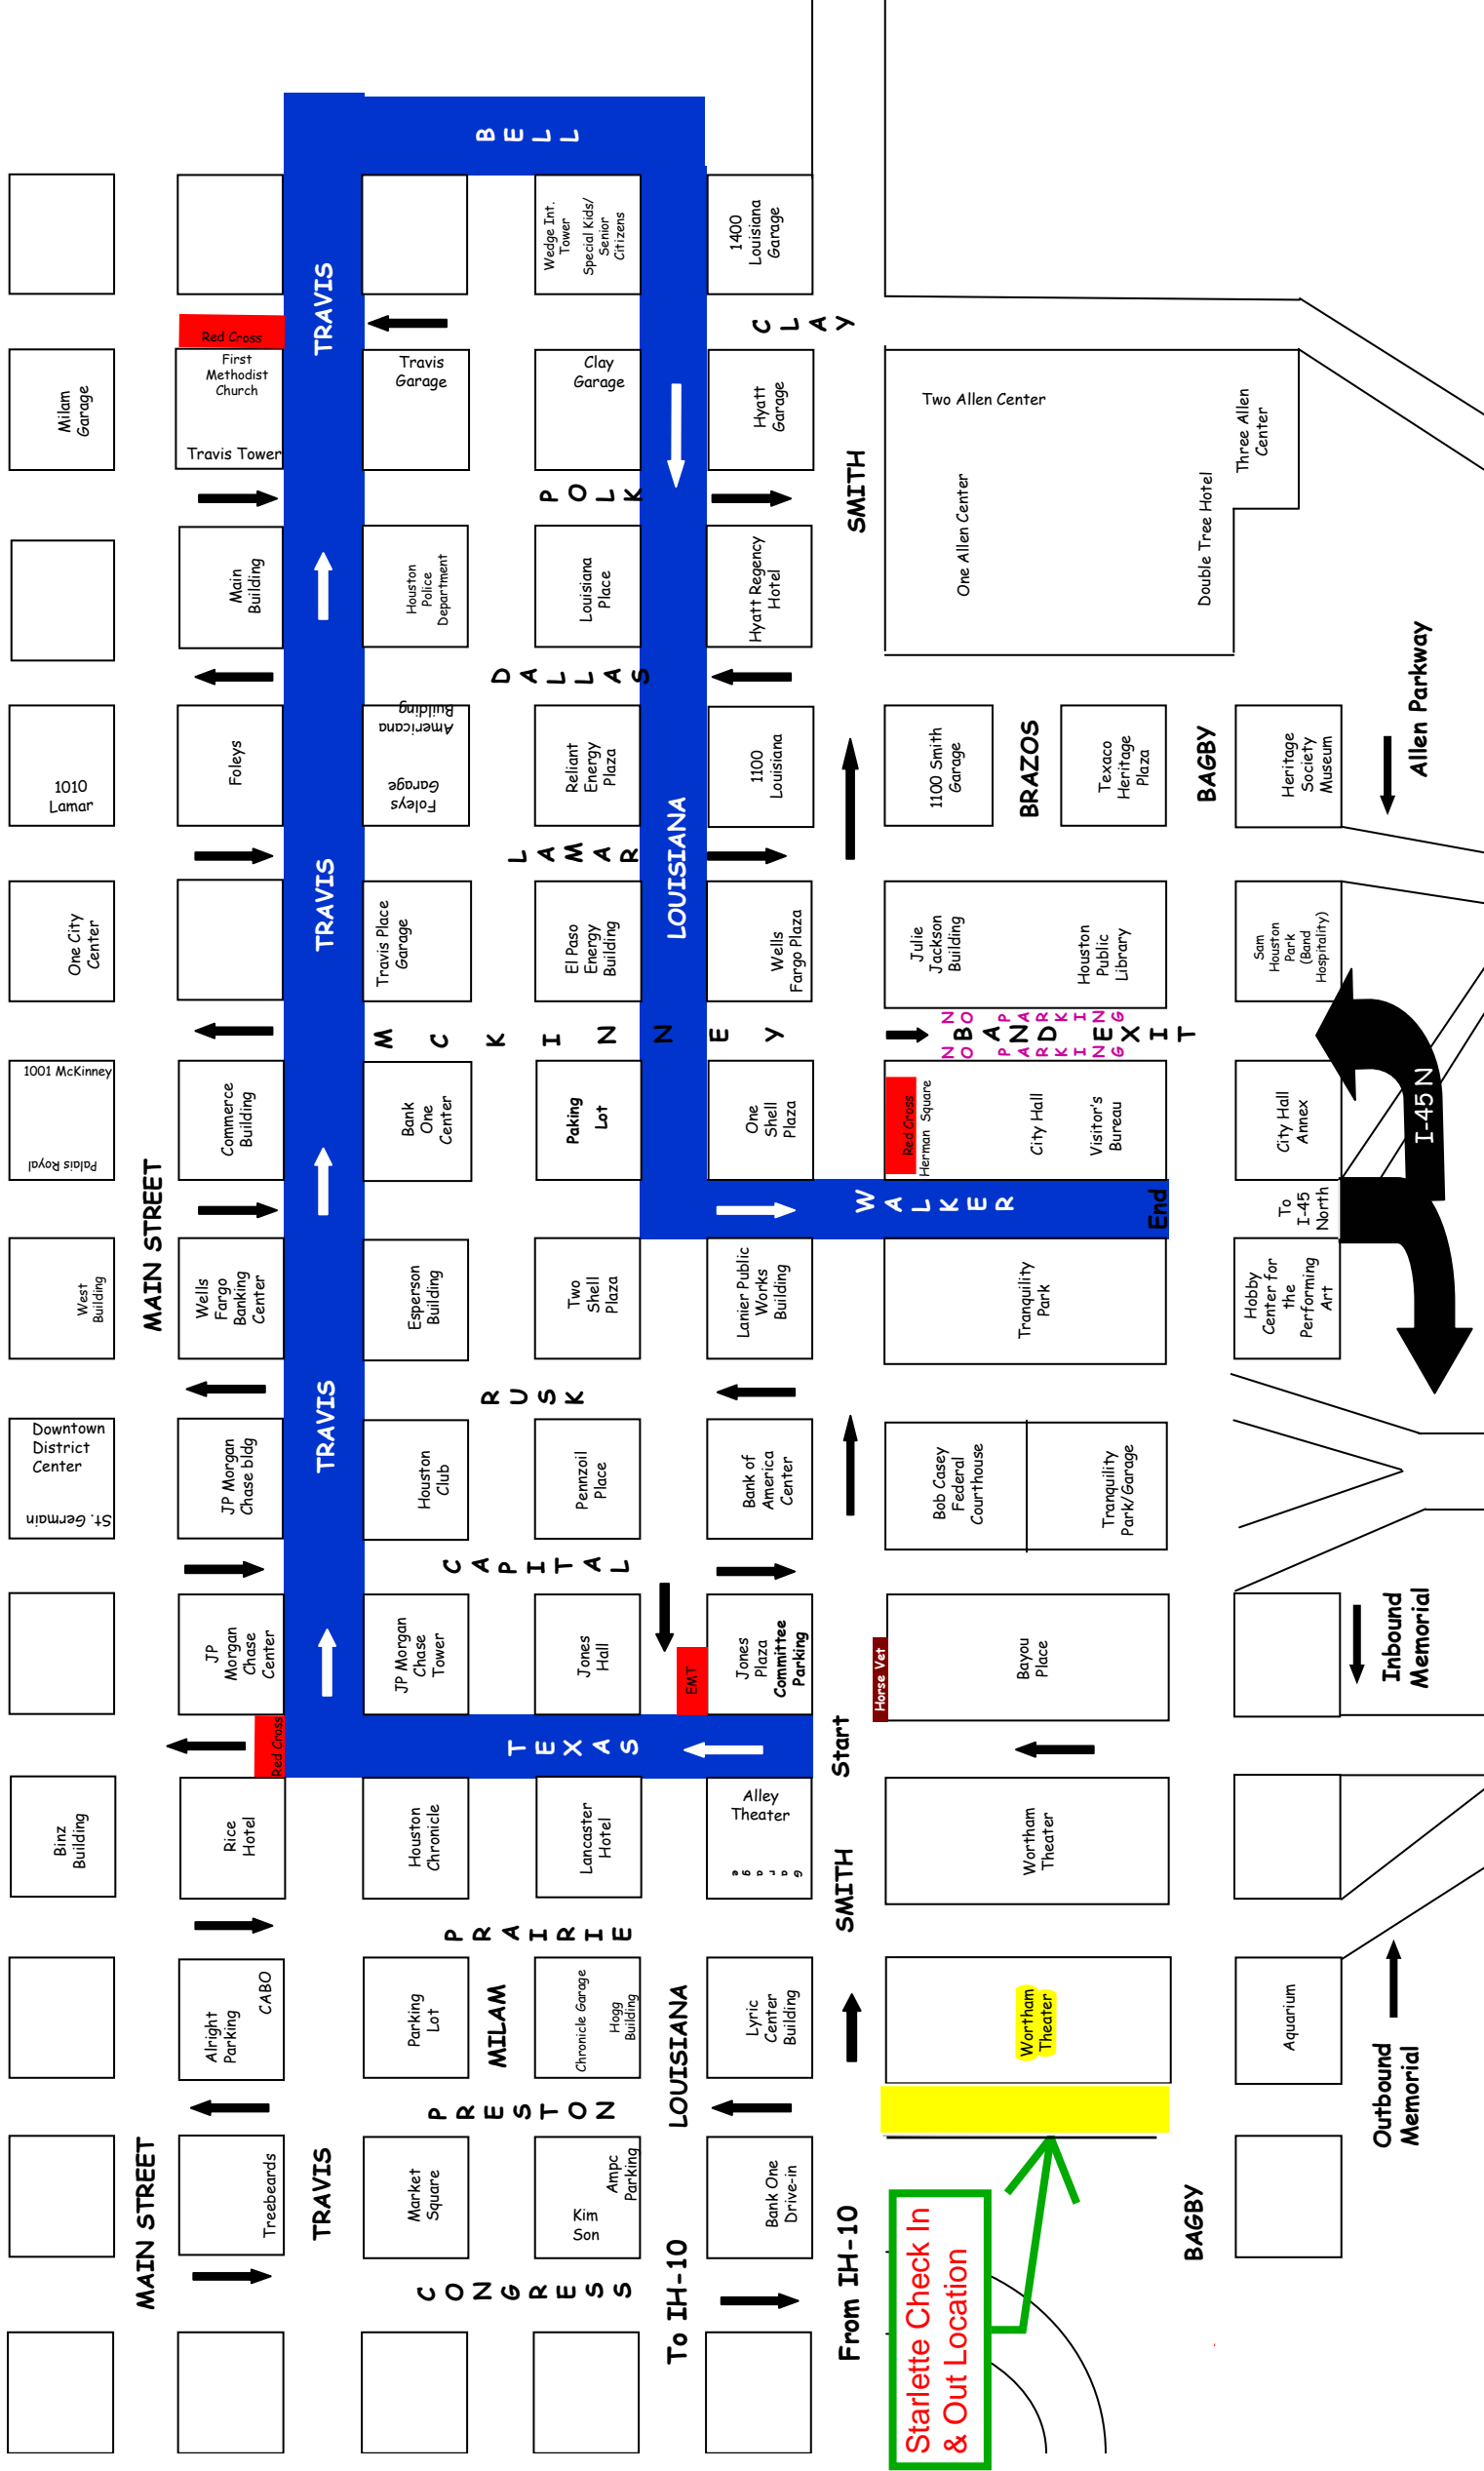 BELL
Wedge Int.
Tower
Special Kids/
Senior
Citizens
1400
Louisiana
Garage
TRAVIS
CLAY
Red Cross
First
Methodist
Church
Travis Tower
Milam
Garage
Travis
Garage
Clay
Garage
Hyatt
Garage
Two Allen Center
One Allen Center
Three Allen
Center
Double Tree Hotel
SMITH
POLK
Main
Building
Houston
Police
Department
Louisiana
Place
Hyatt Regency
Hotel
DALLAS
Allen Parkway
1010
Lamar
Foleys
Americana
Building
Foleys
Garage
Reliant
Energy
Plaza
1100
Louisiana
1100 Smith
Garage
BRAZOS
Texaco
Heritage
Plaza
BAGBY
Heritage
Society
Museum
LAMAR
LOUISIANA
TRAVIS
One City
Center
Travis Place
Garage
El Paso
Energy
Building
Wells
Fargo Plaza
Julie
Jackson
Building
Houston
Public
Library
Sam
Houston
Park
(Band
Hospitality)
MCKINNEY
NO PARKING
BAND EXIT
NO PARKING
I-45 N
1001 McKinney
Palais Royal
Commerce
Building
Bank
One
Center
Paking
Lot
One
Shell
Plaza
Red Cross
Herman Square
City Hall
Visitor's
Bureau
City Hall
Annex
MAIN STREET
WALKER
End
To
I-45
North
West
Building
Wells
Fargo
Banking
Center
Esperson
Building
Two
Shell
Plaza
Lanier Public
Works
Building
Tranquility
Park
Hobby
Center for
the
Performing
Art
TRAVIS
RUSK
Downtown
District
Center
St. Germain
JP Morgan
Chase bldg
Houston
Club
Pennzoil
Place
Bank of
America
Center
Bob Casey
Federal
Courthouse
Tranquility
Park/Garage
CAPITAL
JP
Morgan
Chase
Center
JP Morgan
Chase
Tower
Jones
Hall
EMT
Jones
Plaza
Committee
Parking
Horse Vet
Bayou
Place
Inbound
Memorial
Red Cross
TEXAS
Start
Binz
Building
Rice
Hotel
Houston
Chronicle
Lancaster
Hotel
Alley
Theater
Garage
SMITH
Wortham
Theater
PRAIRIE
Alright
Parking
CABO
Parking
Lot
MILAM
Chronicle Garage
Hogg
Building
LOUISIANA
Lyric
Center
Building
Wortham
Theater
Aquarium
Outbound
Memorial
PRESTON
MAIN STREET
Treebeards
TRAVIS
Market
Square
Kim
Son
Ampc
Parking
Bank One
Drive-in
BAGBY
CONGRESS
To IH-10
From IH-10
Starlette Check In
& Out Location